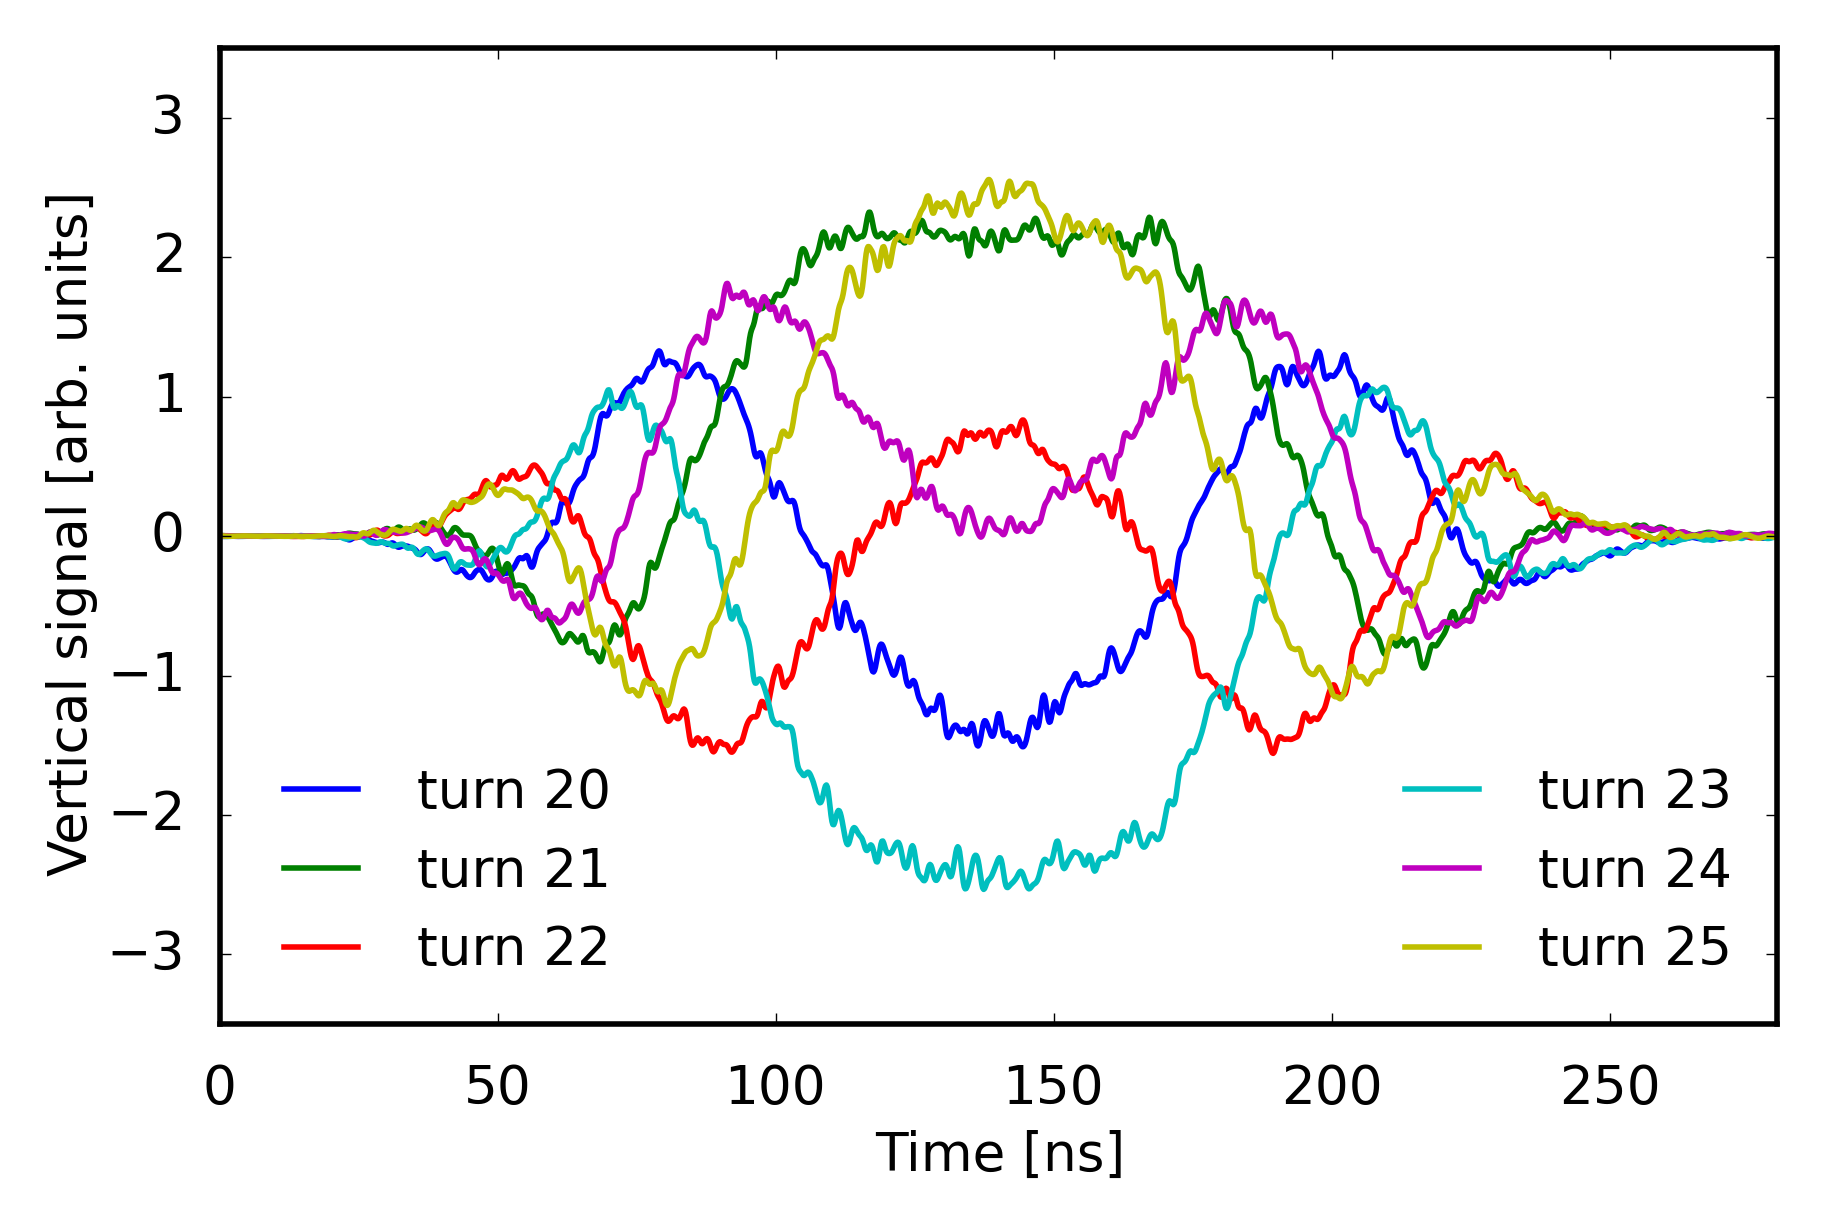 Vertical signal [arb. units]
3
2
1
0
−1
−2
−3
turn 20
turn 21
turn 22
turn 23
turn 24
turn 25
0 50 100 150 200 250
Time [ns]